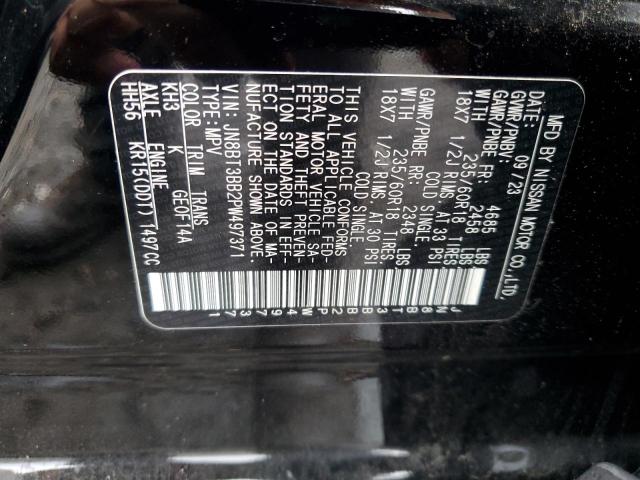 MFD BY NISSAN MOTOR CO.,LTD.
DATE: 09/23
GVWR/PNBV: 4685 LBS
GAWR/PNBE FR: 2458 LBS
WITH 235/60R18 TIRES
18X7 1/2J RIMS, AT 33 PSI
COLD SINGLE.
GAWR/PNBE RR: 2348 LBS
WITH 235/60R18 TIRES
18X7 1/2J RIMS, AT 30 PSI
COLD SINGLE.
THIS VEHICLE CONFORMS
TO ALL APPLICABLE FED-
ERAL MOTOR VEHICLE SA-
FETY AND THEFT PREVEN-
TION STANDARDS IN EFF-
ECT ON THE DATE OF MA-
NUFACTURE SHOWN ABOVE.
VIN: JN8BT3BB2PW497371
TYPE: MPV
COLOR TRIM TRANS
KH3 K GE0F14A
AXLE ENGINE
HH56 KR15(DDT) 1497CC
JN8BT3BB2PW497371